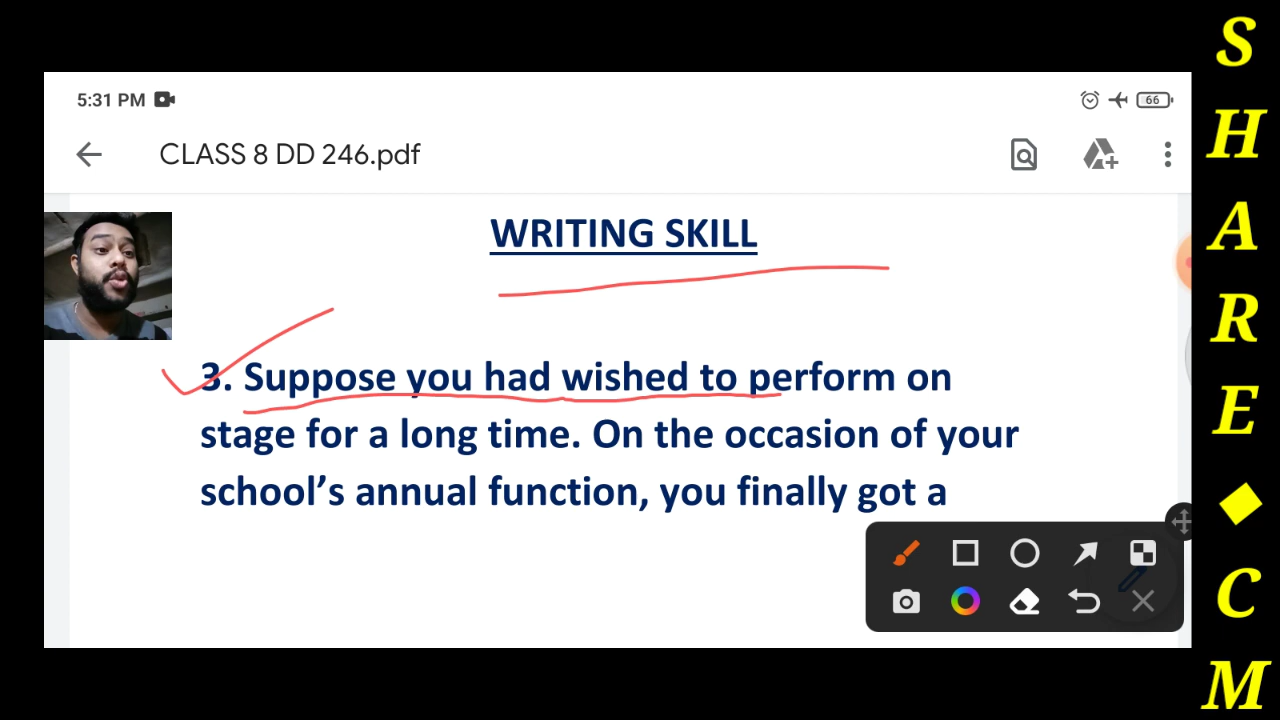 5:31 PM
66
CLASS 8 DD 246.pdf
WRITING SKILL
3. Suppose you had wished to perform on
stage for a long time. On the occasion of your
school’s annual function, you finally got a
S
H
A
R
E
◆
C
M